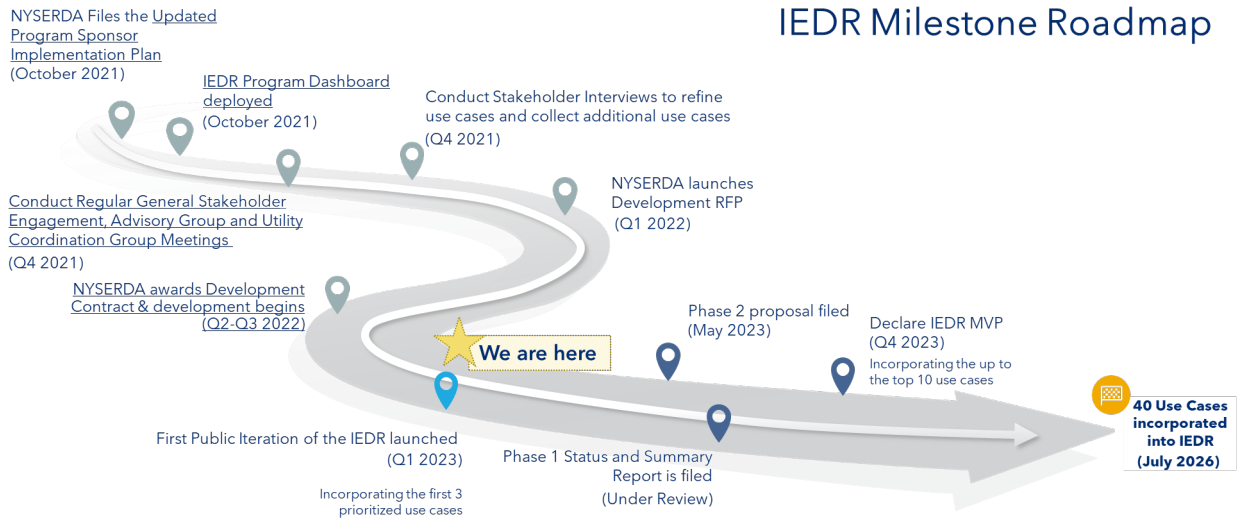 IEDR Milestone Roadmap
NYSERDA Files the Updated
Program Sponsor
Implementation Plan
(October 2021)
IEDR Program Dashboard
deployed
(October 2021)
Conduct Stakeholder Interviews to refine
use cases and collect additional use cases
(Q4 2021)
Conduct Regular General Stakeholder
Engagement, Advisory Group and Utility
Coordination Group Meetings
(Q4 2021)
NYSERDA launches
Development RFP
(Q1 2022)
NYSERDA awards Development
Contract & development begins
(Q2-Q3 2022)
We are here
Phase 2 proposal filed
(May 2023)
Declare IEDR MVP
(Q4 2023)
Incorporating the up to
the top 10 use cases
40 Use Cases
incorporated
into IEDR
(July 2026)
First Public Iteration of the IEDR launched
(Q1 2023)
Incorporating the first 3
prioritized use cases
Phase 1 Status and Summary
Report is filed
(Under Review)